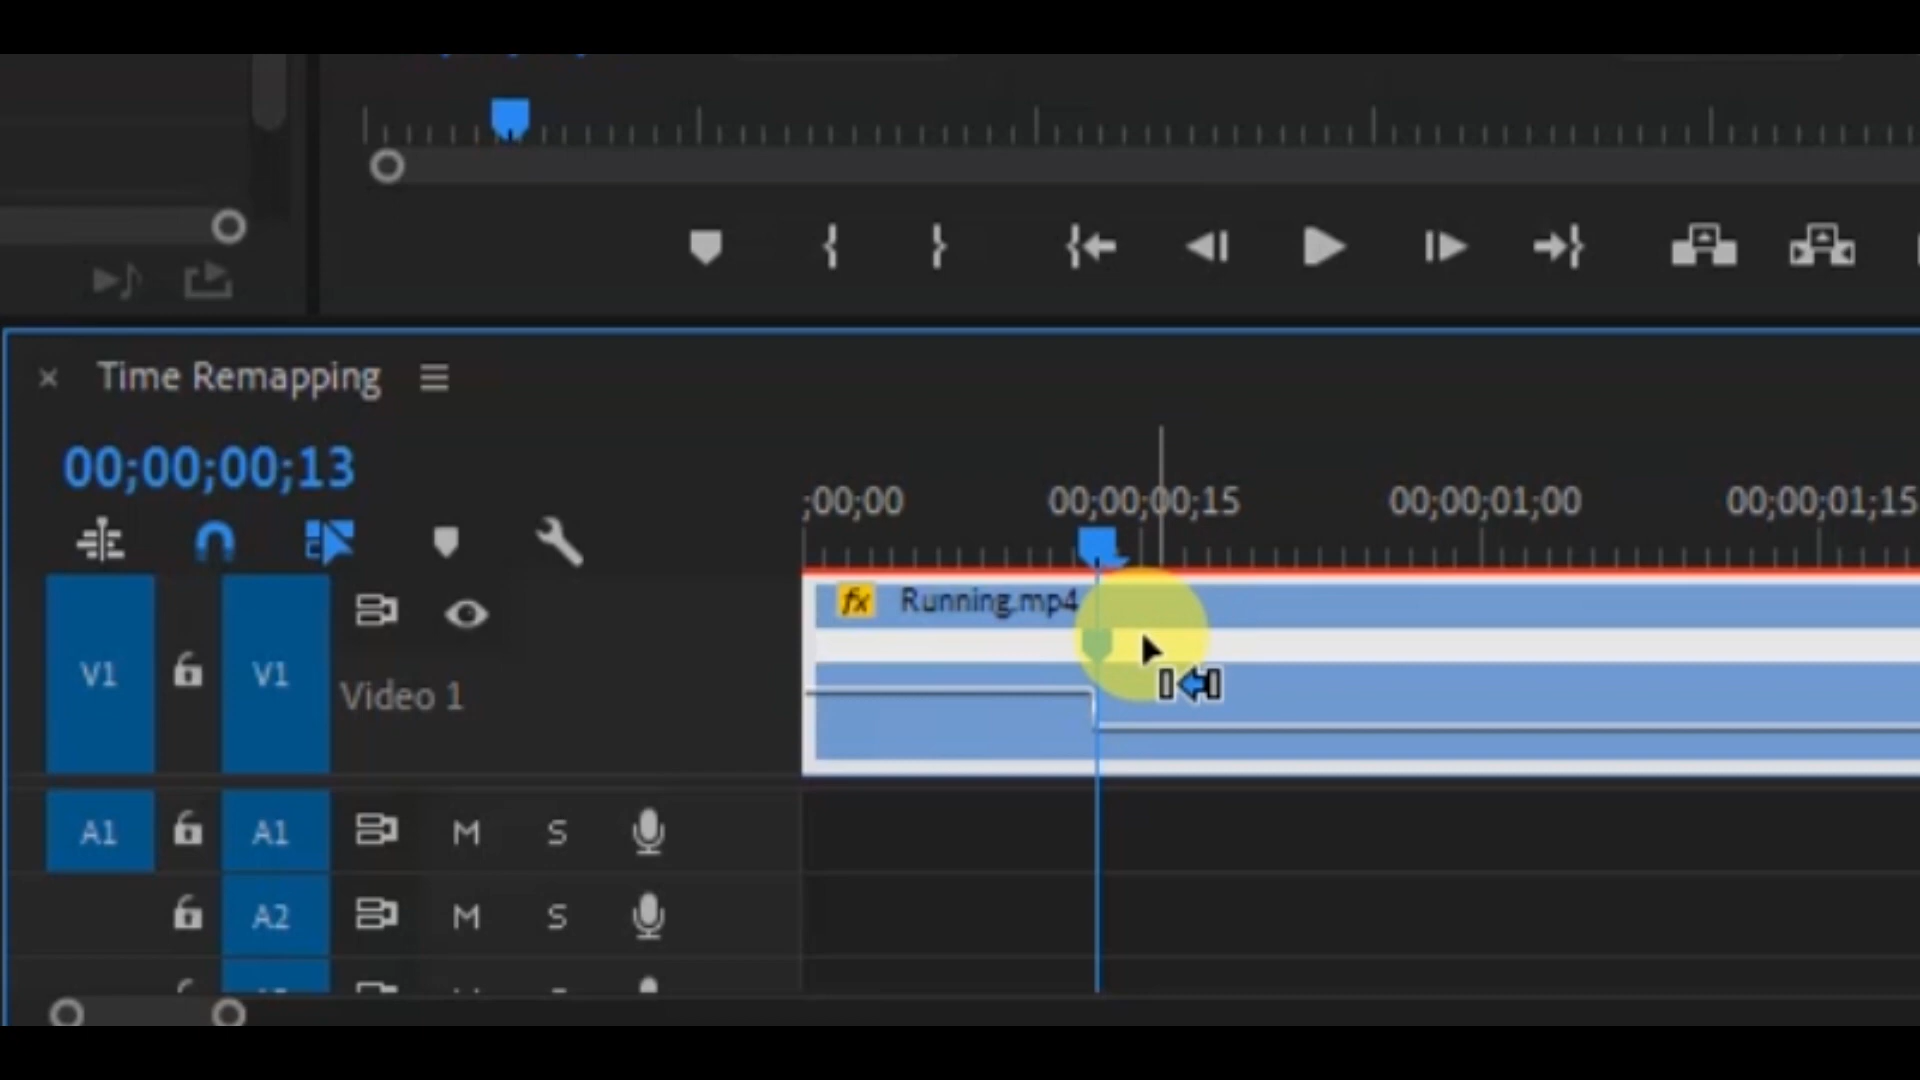 Time Remapping
00;00;00;13
;00;00 00;00;00;15 00;00;01;00 00;00;01;15
fx Running.mp4
V1 V1
Video 1
A1 A1 M S
A2 M S